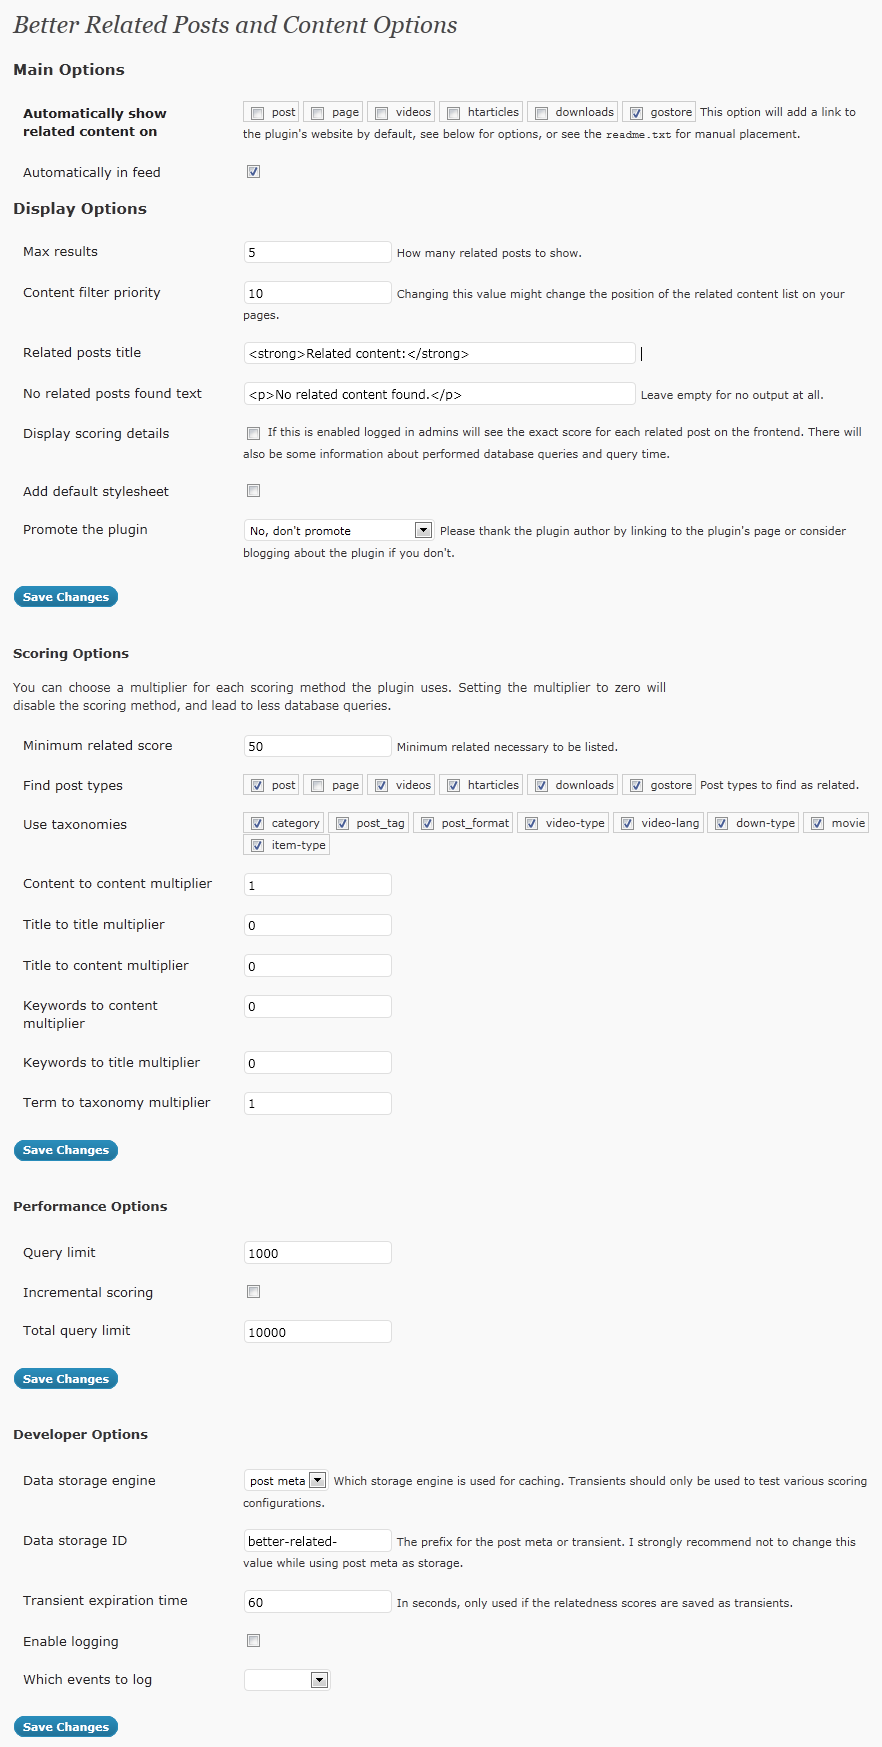 Better Related Posts and Content Options
Main Options
Automatically show
related content on
post page videos htarticles downloads gostore This option will add a link to
the plugin's website by default, see below for options, or see the readme.txt for manual placement.
Automatically in feed
Display Options
Max results
5 How many related posts to show.
Content filter priority
10 Changing this value might change the position of the related content list on your
pages.
Related posts title
<strong>Related content:</strong>
No related posts found text
<p>No related content found.</p> Leave empty for no output at all.
Display scoring details
If this is enabled logged in admins will see the exact score for each related post on the frontend. There will
also be some information about performed database queries and query time.
Add default stylesheet
Promote the plugin
No, don't promote Please thank the plugin author by linking to the plugin's page or consider
blogging about the plugin if you don't.
Save Changes
Scoring Options
You can choose a multiplier for each scoring method the plugin uses. Setting the multiplier to zero will
disable the scoring method, and lead to less database queries.
Minimum related score
50 Minimum related necessary to be listed.
Find post types
post page videos htarticles downloads gostore Post types to find as related.
Use taxonomies
category post_tag post_format video-type video-lang down-type movie
item-type
Content to content multiplier
1
Title to title multiplier
0
Title to content multiplier
0
Keywords to content
multiplier
0
Keywords to title multiplier
0
Term to taxonomy multiplier
1
Save Changes
Performance Options
Query limit
1000
Incremental scoring
Total query limit
10000
Save Changes
Developer Options
Data storage engine
post meta Which storage engine is used for caching. Transients should only be used to test various scoring
configurations.
Data storage ID
better-related- The prefix for the post meta or transient. I strongly recommend not to change this
value while using post meta as storage.
Transient expiration time
60 In seconds, only used if the relatedness scores are saved as transients.
Enable logging
Which events to log
Save Changes